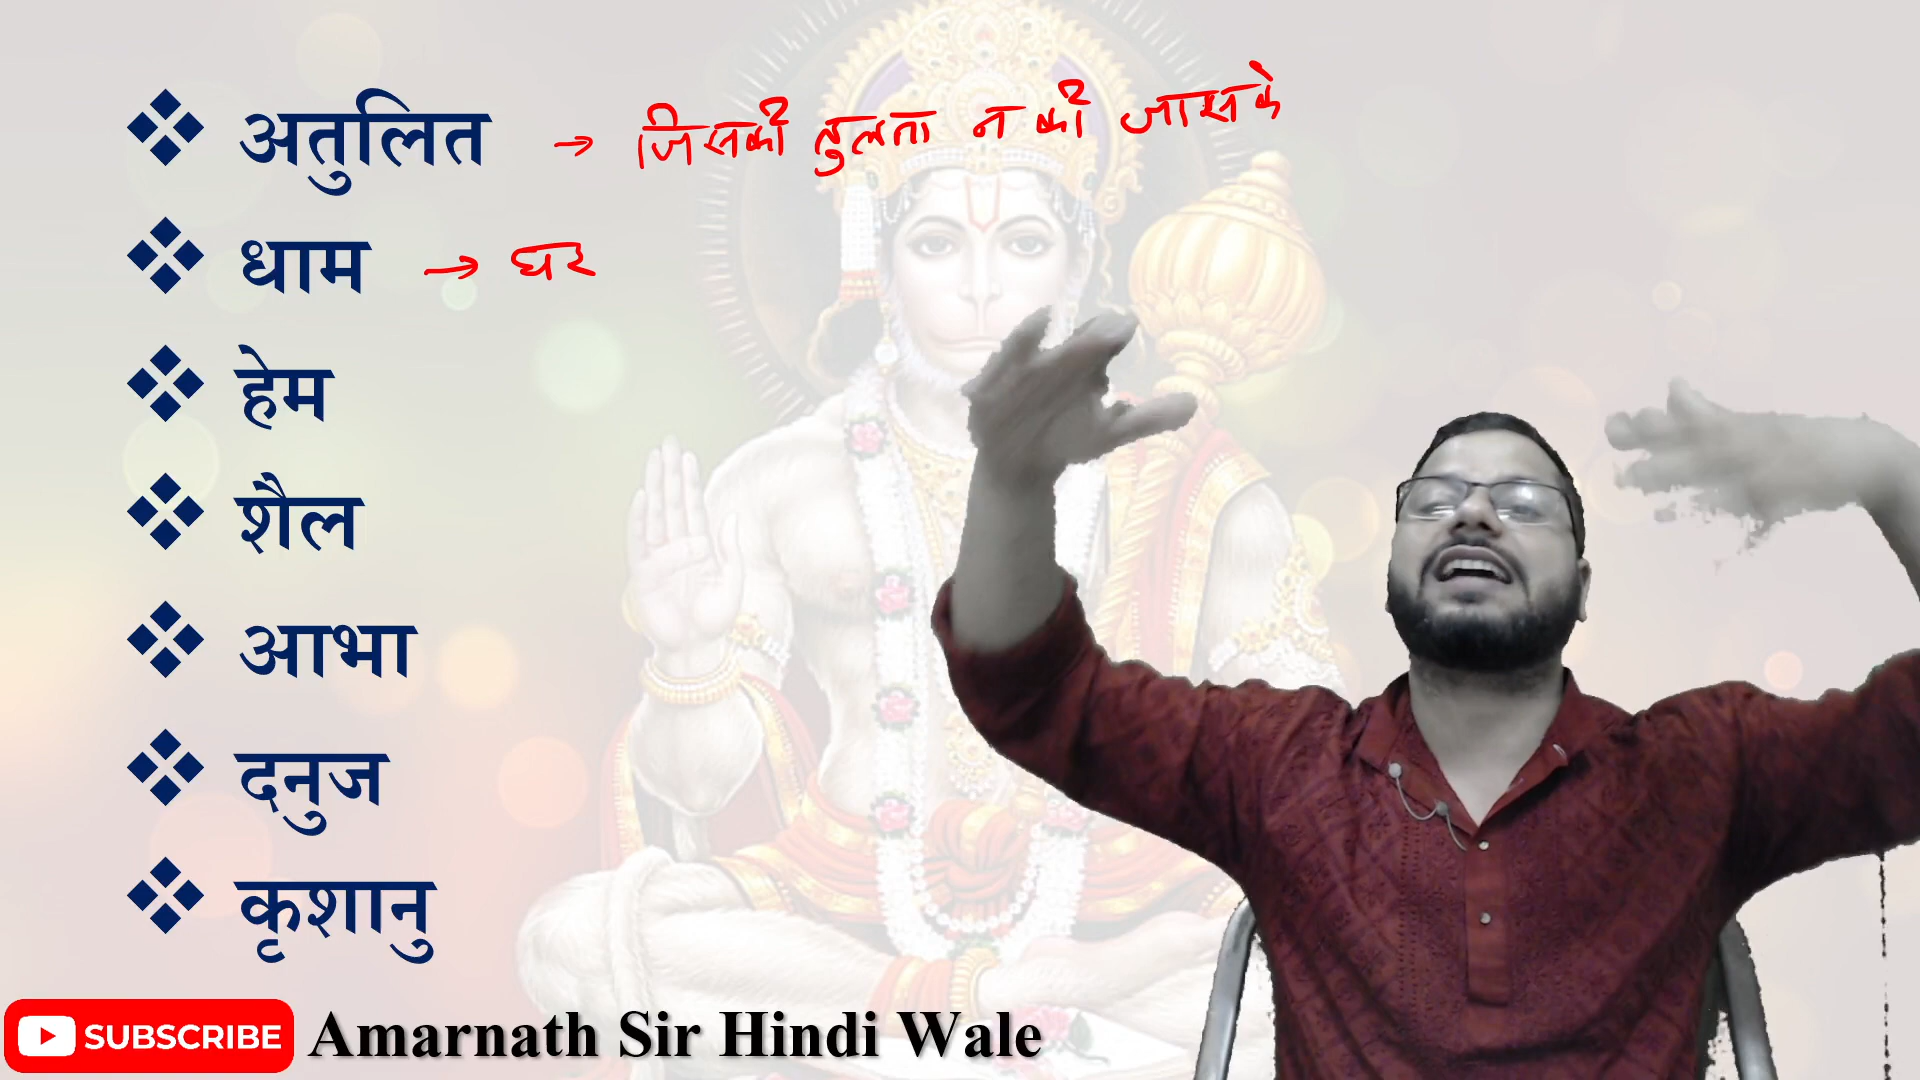 ❖ अतुलित → जिसकी तुलना न की जा सके
❖ धाम → घर
❖ हेम
❖ शैल
❖ आभा
❖ दनुज
❖ कृशानु
SUBSCRIBE Amarnath Sir Hindi Wale